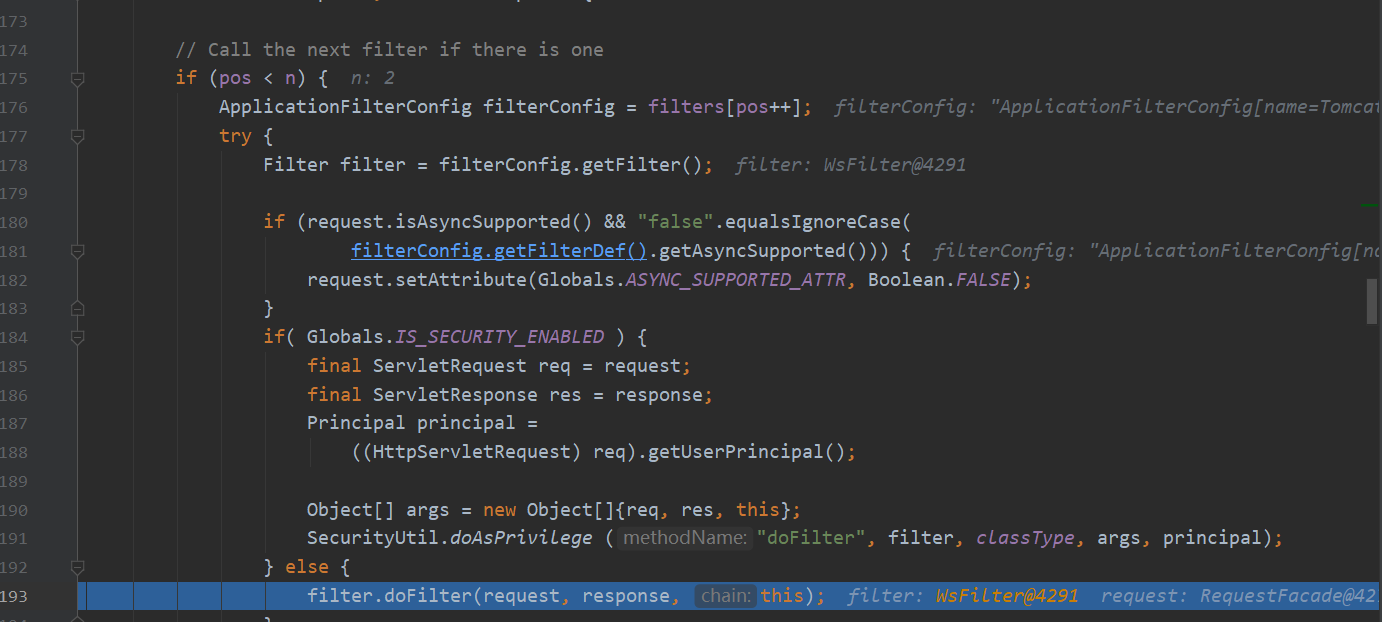 173
174 // Call the next filter if there is one
175 if (pos < n) { n: 2
176 ApplicationFilterConfig filterConfig = filters[pos++]; filterConfig: "ApplicationFilterConfig[name=Tomcat
177 try {
178 Filter filter = filterConfig.getFilter(); filter: WsFilter@4291
179
180 if (request.isAsyncSupported() && "false".equalsIgnoreCase(
181 filterConfig.getFilterDef().getAsyncSupported())) { filterConfig: "ApplicationFilterConfig[na
182 request.setAttribute(Globals.ASYNC_SUPPORTED_ATTR, Boolean.FALSE);
183 }
184 if( Globals.IS_SECURITY_ENABLED ) {
185 final ServletRequest req = request;
186 final ServletResponse res = response;
187 Principal principal =
188 ((HttpServletRequest) req).getUserPrincipal();
189
190 Object[] args = new Object[]{req, res, this};
191 SecurityUtil.doAsPrivilege ( methodName: "doFilter", filter, classType, args, principal);
192 } else {
193 filter.doFilter(request, response, chain: this); filter: WsFilter@4291 request: RequestFacade@42